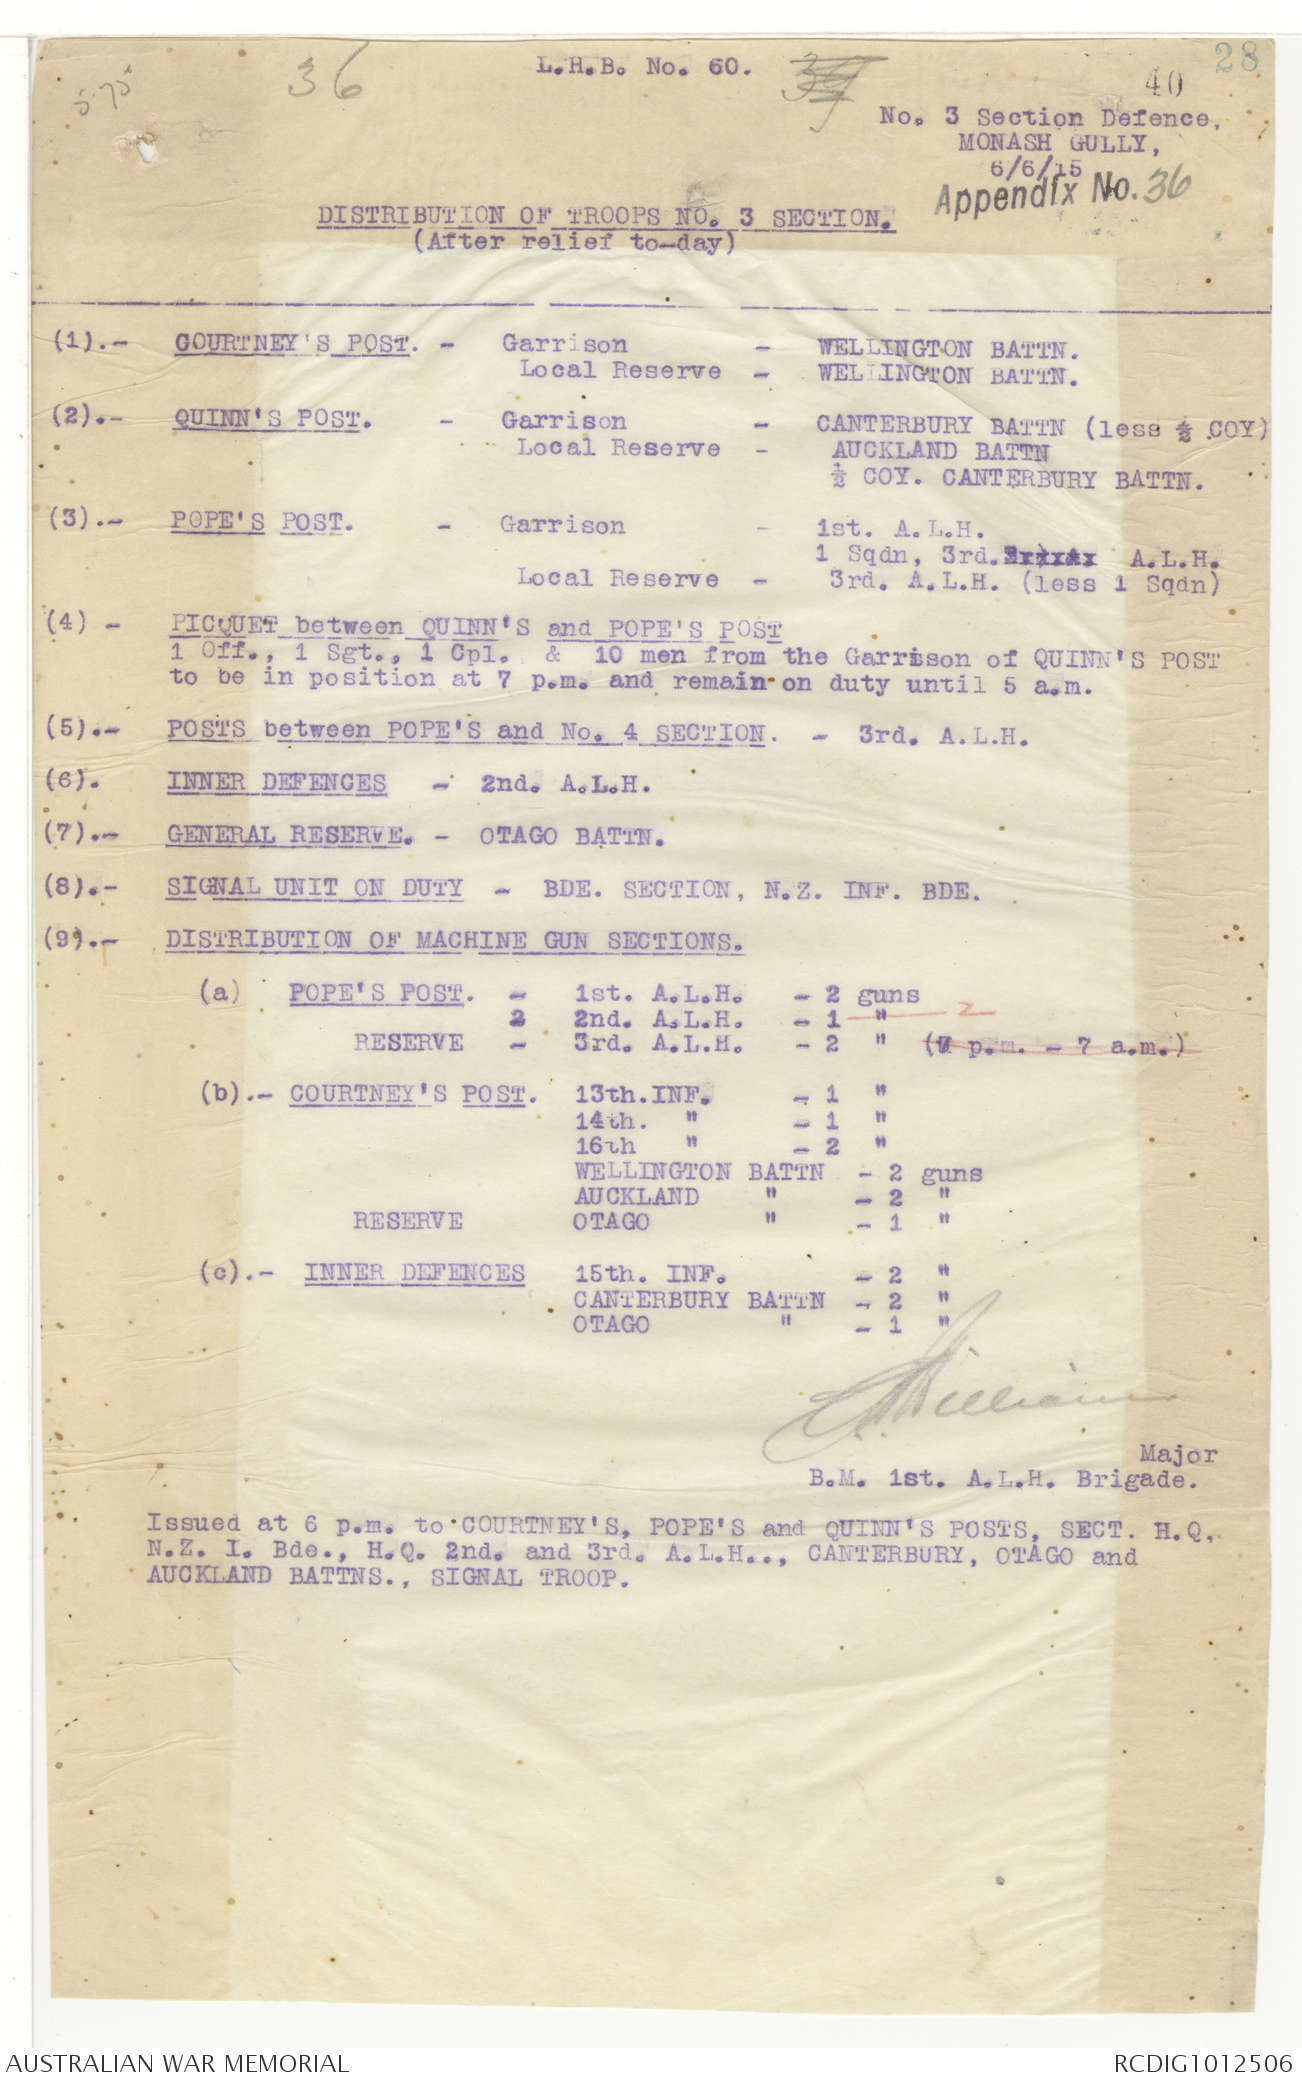 28
36
L.H.B. No. 60.
39
40
575
No. 3 Section Defence,
MONASH GULLY,
6/6/15
Appendix No. 36
DISTRIBUTION OF TROOPS NO. 3 SECTION.
(After relief to-day)
(1).- COURTNEY'S POST. - Garrison - WELLINGTON BATTN.
Local Reserve - WELLINGTON BATTN.
(2).- QUINN'S POST. - Garrison - CANTERBURY BATTN (less ½ COY)
Local Reserve - AUCKLAND BATTN
½ COY. CANTERBURY BATTN.
(3).- POPE'S POST. - Garrison - 1st. A.L.H.
1 Sqdn, 3rd. A.L.H.
Local Reserve - 3rd. A.L.H. (less 1 Sqdn)
(4) - PICQUET between QUINN'S and POPE'S POST
1 Off., 1 Sgt., 1 Cpl. & 10 men from the Garrison of QUINN'S POST
to be in position at 7 p.m. and remain on duty until 5 a.m.
(5).- POSTS between POPE'S and No. 4 SECTION. - 3rd. A.L.H.
(6). INNER DEFENCES - 2nd. A.L.H.
(7).- GENERAL RESERVE. - OTAGO BATTN.
(8).- SIGNAL UNIT ON DUTY - BDE. SECTION, N.Z. INF. BDE.
(9).- DISTRIBUTION OF MACHINE GUN SECTIONS.
(a) POPE'S POST. - 1st. A.L.H. - 2 guns
2 2nd. A.L.H. - 1 " 2
RESERVE - 3rd. A.L.H. - 2 " (7 p.m. - 7 a.m.)
(b).- COURTNEY'S POST. 13th. INF. - 1 "
14th. " - 1 "
16th " - 2 "
WELLINGTON BATTN - 2 guns
AUCKLAND " - 2 "
RESERVE OTAGO " - 1 "
(c).- INNER DEFENCES 15th. INF. - 2 "
CANTERBURY BATTN - 2 "
OTAGO " - 1 "
Major
B.M. 1st. A.L.H. Brigade.
Issued at 6 p.m. to COURTNEY'S, POPE'S and QUINN'S POSTS, SECT. H.Q,
N.Z. I. Bde., H.Q. 2nd. and 3rd. A.L.H.., CANTERBURY, OTAGO and
AUCKLAND BATTNS., SIGNAL TROOP.
AUSTRALIAN WAR MEMORIAL
RCDIG1012506